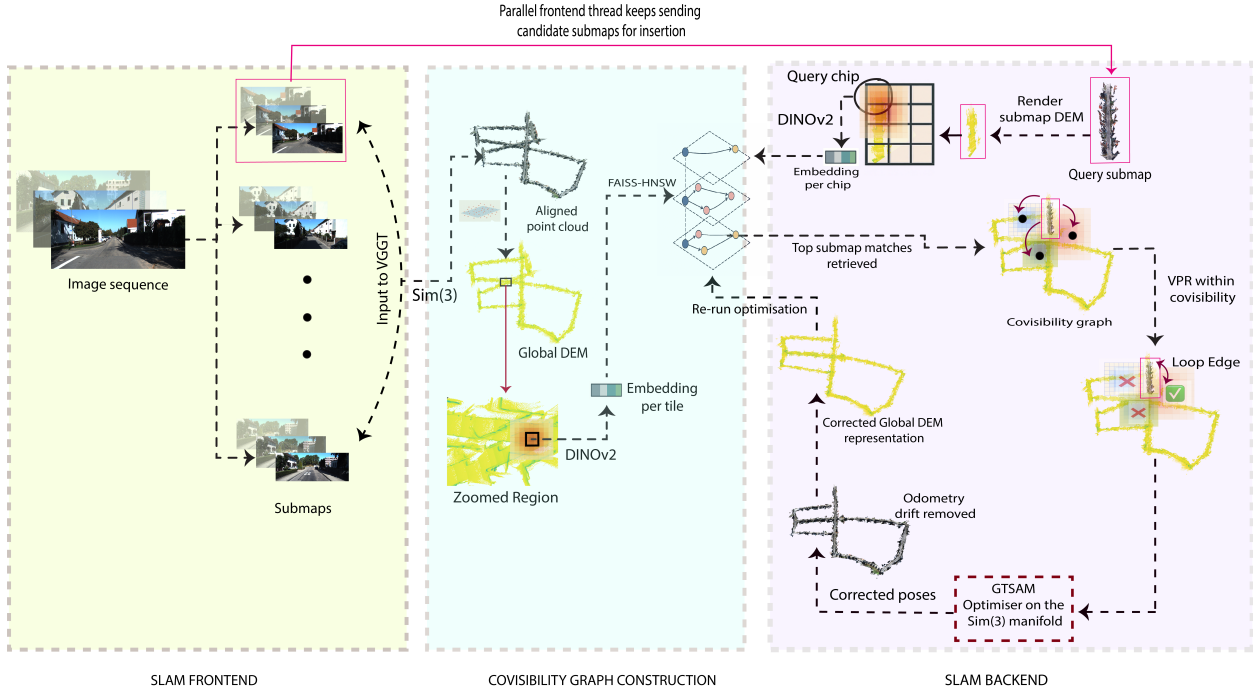 Parallel frontend thread keeps sending
candidate submaps for insertion
Image sequence
Input to VGGT
Submaps
SLAM FRONTEND
Sim(3)
Aligned
point cloud
Global DEM
Zoomed Region
DINOv2
Embedding
per tile
FAISS-HNSW
COVISIBILITY GRAPH CONSTRUCTION
Query chip
DINOv2
Embedding
per chip
Render
submap DEM
Query submap
Top submap matches
retrieved
Covisibility graph
VPR within
covisibility
Loop Edge
Re-run optimisation
Corrected Global DEM
representation
Odometry
drift removed
Corrected poses
GTSAM
Optimiser on the
Sim(3) manifold
SLAM BACKEND